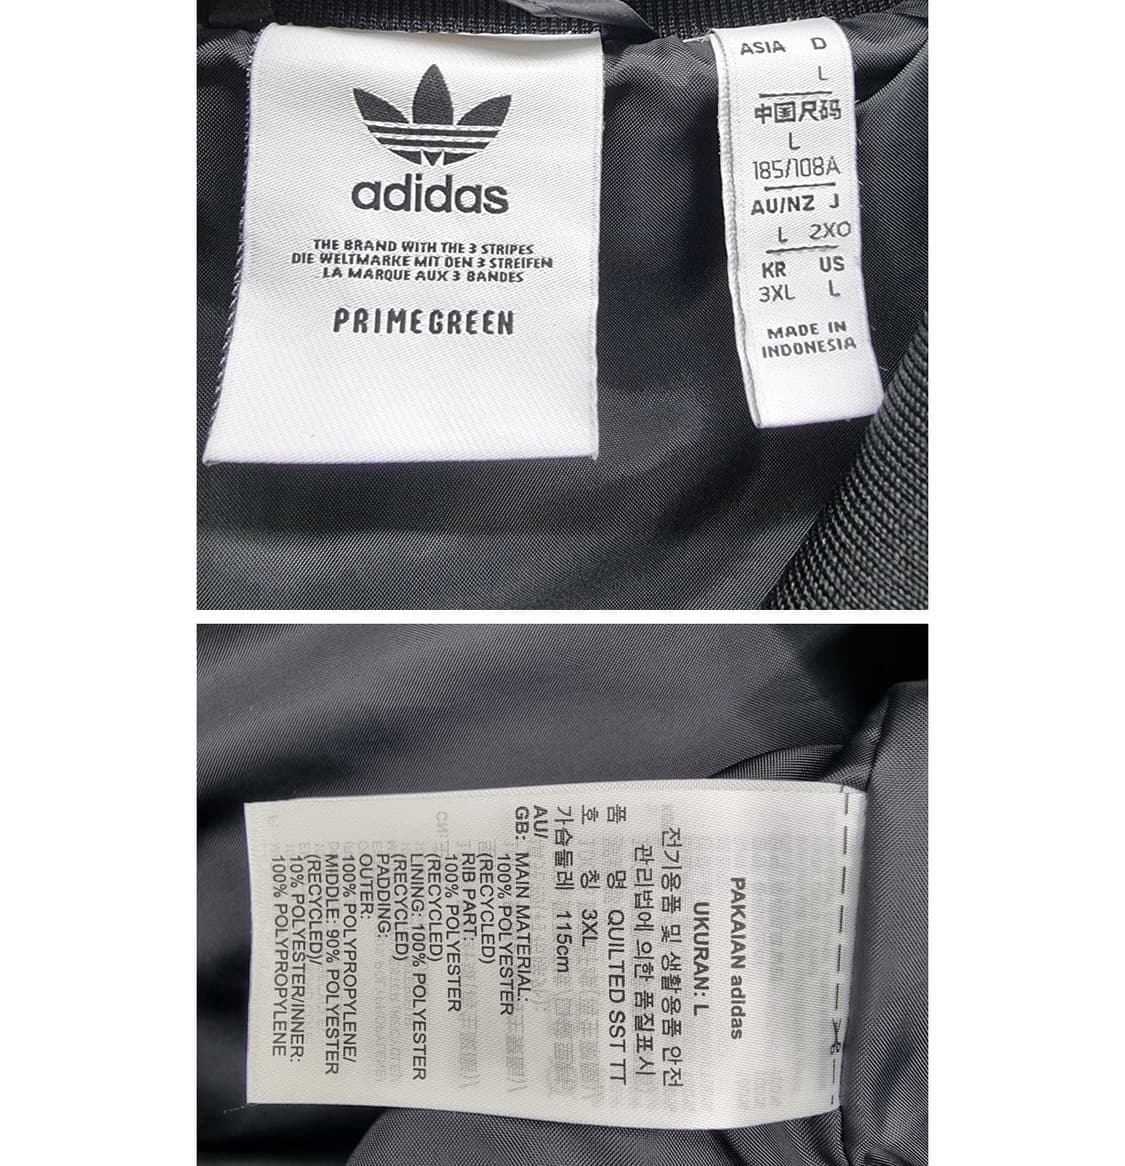 adidas
THE BRAND WITH THE 3 STRIPES
DIE WELTMARKE MIT DEN 3 STREIFEN
LA MARQUE AUX 3 BANDES
PRIMEGREEN
ASIA D
L
中国尺码
L
185/108A
AU/NZ J
L 2XO
KR US
3XL L
MADE IN
INDONESIA
PAKAIAN adidas
UKURAN: L
전기용품 및 생활용품 안전
관리법에 의한 품질표시
품 명 QUILTED SST TT
호 칭 3XL
가슴둘레 115cm
AU/
GB: MAIN MATERIAL:
100% POLYESTER
(RECYCLED)
RIB PART:
100% POLYESTER
(RECYCLED)
LINING: 100% POLYESTER
(RECYCLED)
PADDING:
OUTER:
100% POLYPROPYLENE/
MIDDLE: 90% POLYESTER
(RECYCLED)/
10% POLYESTER/INNER:
100% POLYPROPYLENE